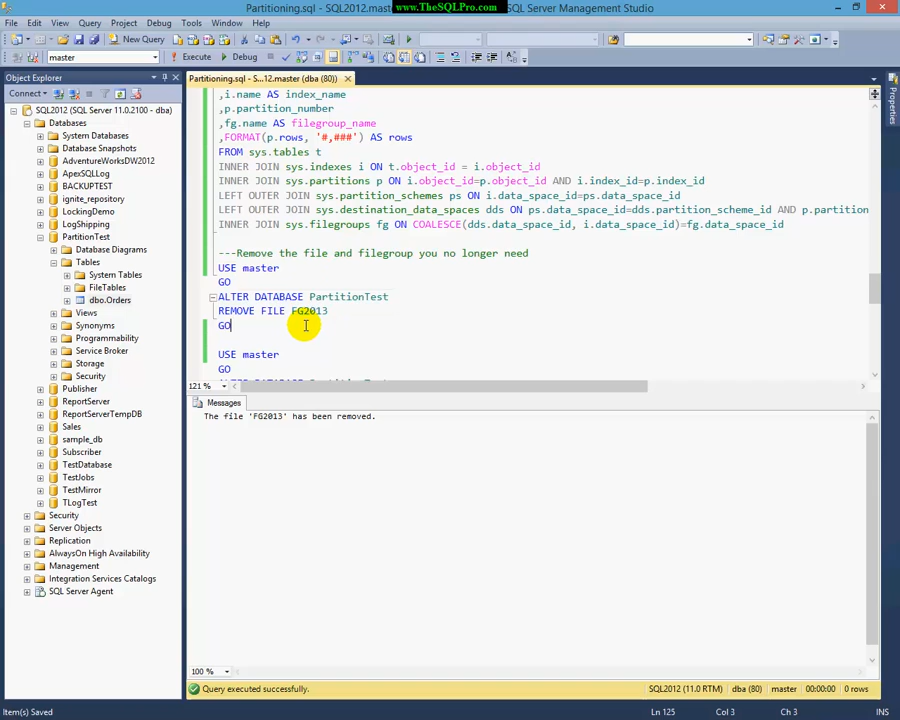 Partitioning.sql - SQL2012.mas
www.TheSQLPro.com
SQL Server Management Studio
File Edit View Query Project Debug Tools Window Help
New Query
master
Execute
Debug
Object Explorer
Connect
SQL2012 (SQL Server 11.0.2100 - dba)
Databases
System Databases
Database Snapshots
AdventureWorksDW2012
ApexSQLLog
BACKUPTEST
ignite_repository
LockingDemo
LogShipping
PartitionTest
Database Diagrams
Tables
System Tables
FileTables
dbo.Orders
Views
Synonyms
Programmability
Service Broker
Storage
Security
Publisher
ReportServer
ReportServerTempDB
Sales
sample_db
Subscriber
TestDatabase
TestJobs
TestMirror
TLogTest
Security
Server Objects
Replication
AlwaysOn High Availability
Management
Integration Services Catalogs
SQL Server Agent
Partitioning.sql - S...12.master (dba (80))
,i.name AS index_name
,p.partition_number
,fg.name AS filegroup_name
,FORMAT(p.rows, '#,###') AS rows
FROM sys.tables t
INNER JOIN sys.indexes i ON t.object_id = i.object_id
INNER JOIN sys.partitions p ON i.object_id=p.object_id AND i.index_id=p.index_id
LEFT OUTER JOIN sys.partition_schemes ps ON i.data_space_id=ps.data_space_id
LEFT OUTER JOIN sys.destination_data_spaces dds ON ps.data_space_id=dds.partition_scheme_id AND p.partition
INNER JOIN sys.filegroups fg ON COALESCE(dds.data_space_id, i.data_space_id)=fg.data_space_id
---Remove the file and filegroup you no longer need
USE master
GO
ALTER DATABASE PartitionTest
REMOVE FILE FG2013
GO
USE master
GO
121 %
Messages
The file 'FG2013' has been removed.
100 %
Query executed successfully.
SQL2012 (11.0 RTM)
dba (80)
master
00:00:00
0 rows
Item(s) Saved
Ln 125
Col 3
Ch 3
INS
Properties